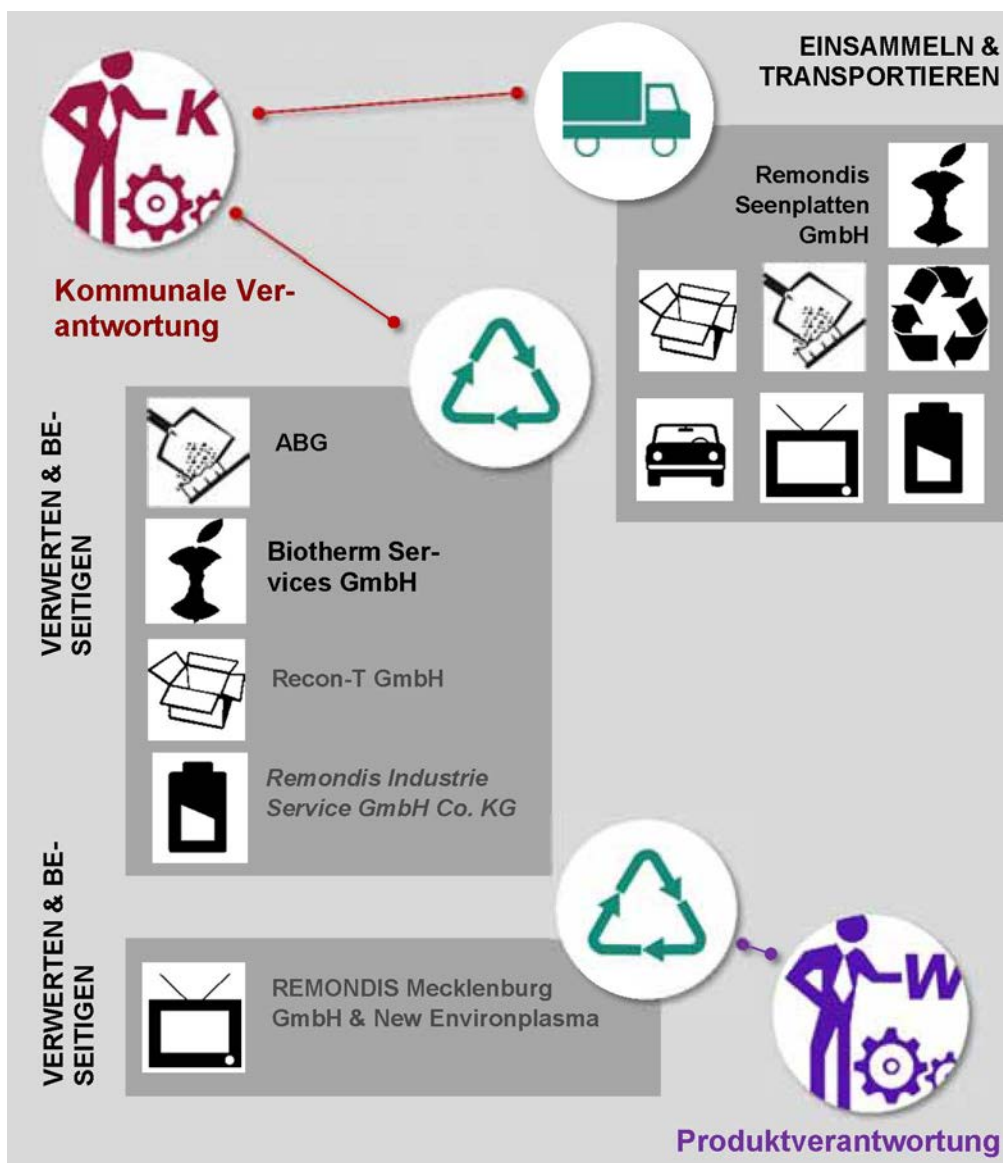 EINSAMMELN &
TRANSPORTIEREN
K
Remondis
Seenplatten
GmbH
Kommunale Ver-
antwortung
VERWERTEN & BE-
SEITIGEN
ABG
Biotherm Ser-
vices GmbH
Recon-T GmbH
Remondis Industrie
Service GmbH Co. KG
VERWERTEN & BE-
SEITIGEN
REMONDIS Mecklenburg
GmbH & New Environplasma
W
Produktverantwortung